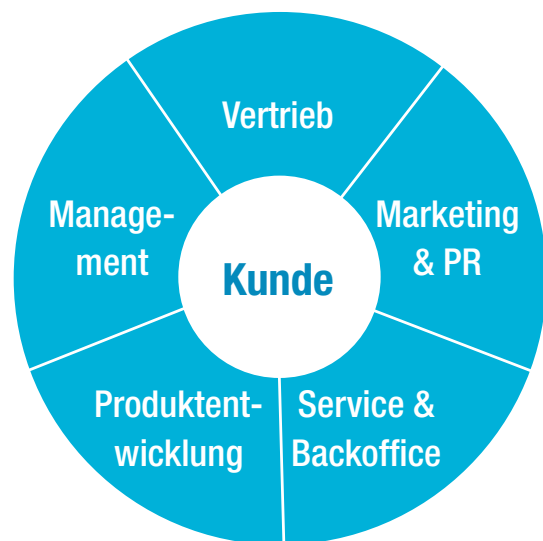 Vertrieb
Marketing
& PR
Service &
Backoffice
Produktent-
wicklung
Manage-
ment
Kunde